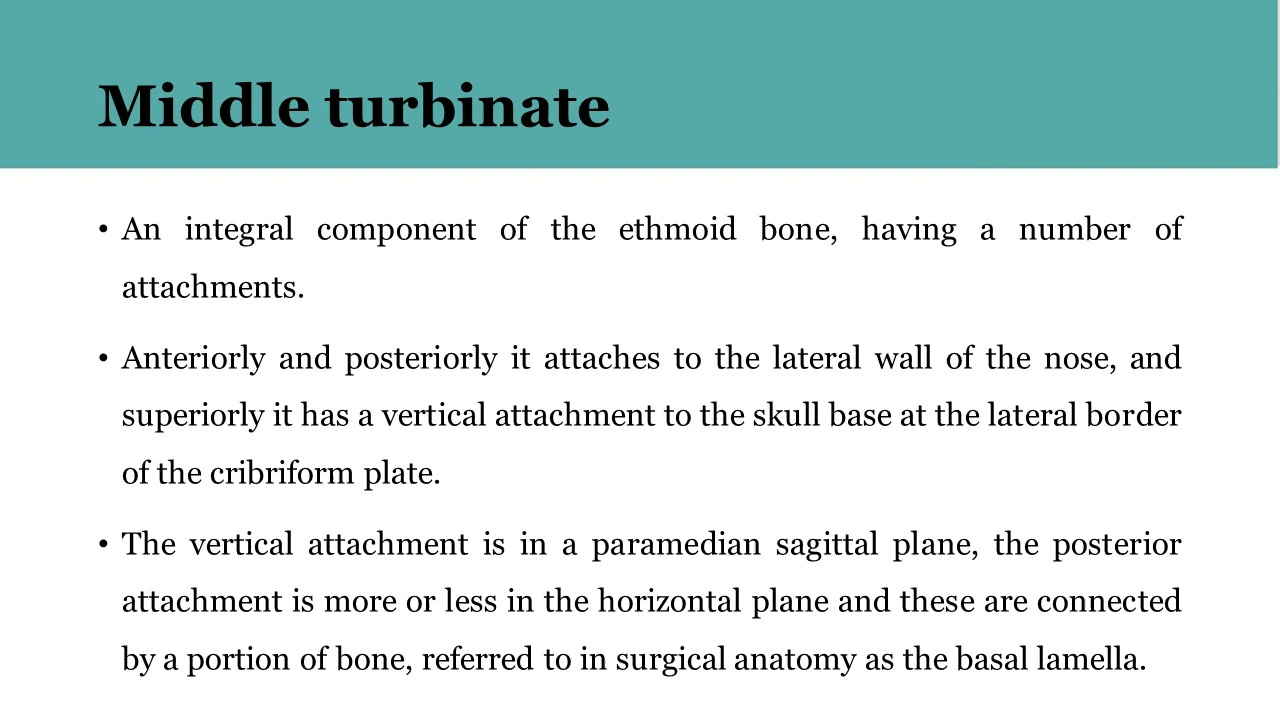 Middle turbinate
• An integral component of the ethmoid bone, having a number of
attachments.
• Anteriorly and posteriorly it attaches to the lateral wall of the nose, and
superiorly it has a vertical attachment to the skull base at the lateral border
of the cribriform plate.
• The vertical attachment is in a paramedian sagittal plane, the posterior
attachment is more or less in the horizontal plane and these are connected
by a portion of bone, referred to in surgical anatomy as the basal lamella.